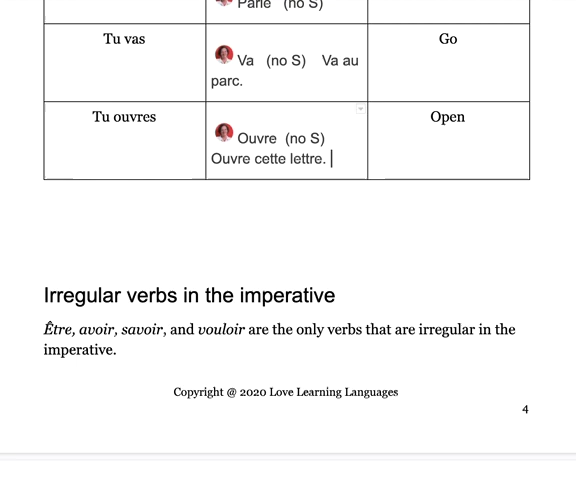 Parle (no S)
Tu vas
Va (no S) Va au
parc.
Go
Tu ouvres
Ouvre (no S)
Ouvre cette lettre.
Open
Irregular verbs in the imperative
Être, avoir, savoir, and vouloir are the only verbs that are irregular in the
imperative.
Copyright @ 2020 Love Learning Languages
4